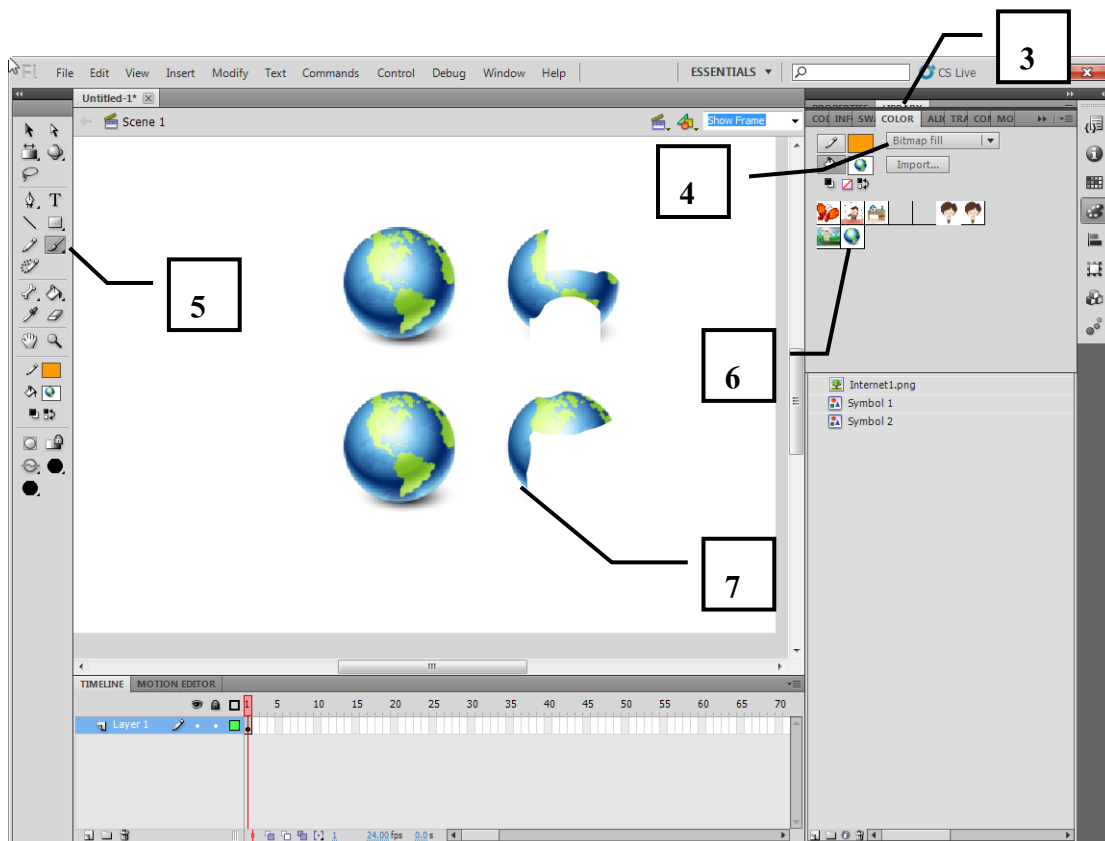 3
Fl File Edit View Insert Modify Text Commands Control Debug Window Help ESSENTIALS CS Live
Untitled-1*
PROPERTIES LIBRARY
Scene 1 Show Frame
COLOR
4
Bitmap fill
Import...
T
5
6
Internet1.png
Symbol 1
Symbol 2
7
TIMELINE MOTION EDITOR
1 5 10 15 20 25 30 35 40 45 50 55 60 65 70
Layer 1
1 24.00 fps 0.0 s